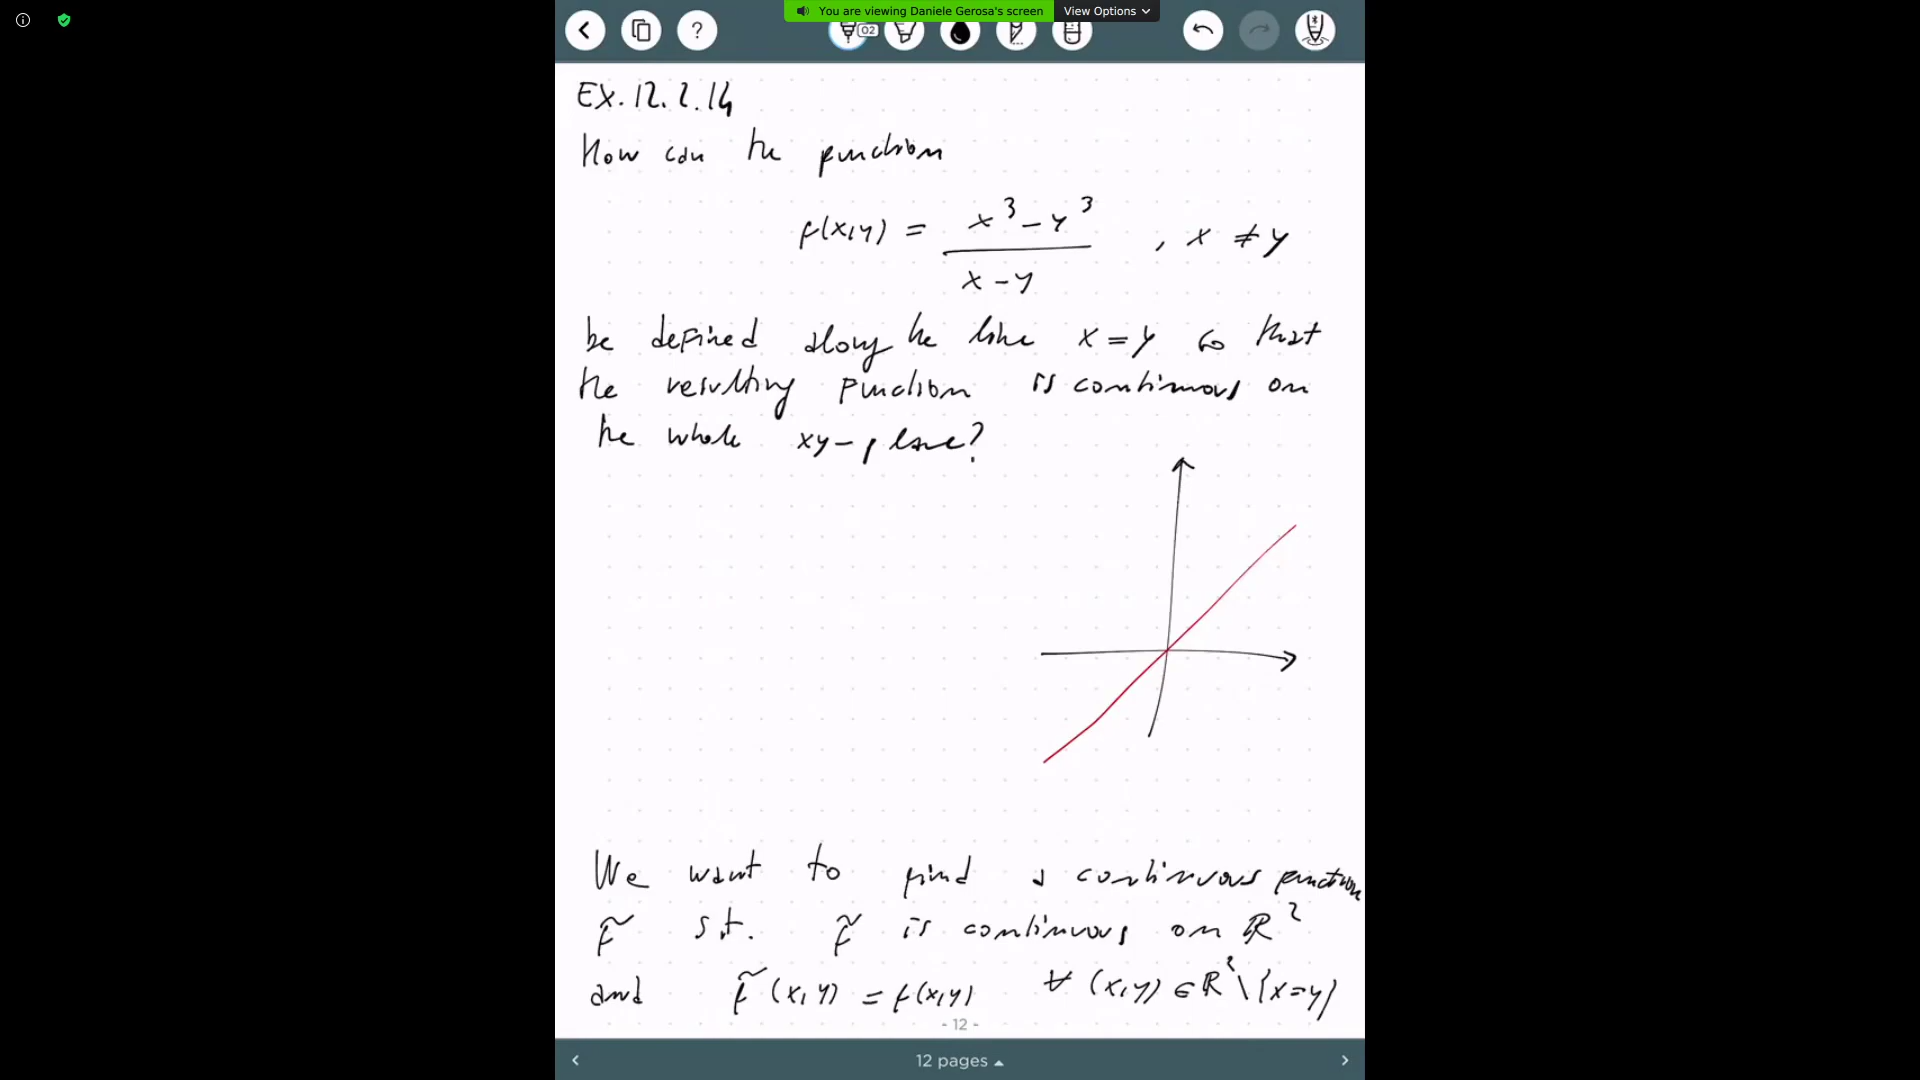 You are viewing Daniele Gerosa's screen View Options
02
Ex. 12.2.14
How can the function
f(x,y) = x³-y³ / x-y , x ≠ y
be defined along the line x=y so that
the resulting function is continuous on
the whole xy-plane?
We want to find a continuous function
f̃ s.t. f̃ is continuous on ℝ²
and f̃(x,y) = f(x,y) ∀ (x,y) ∈ ℝ² \ {x=y}
- 12 -
12 pages